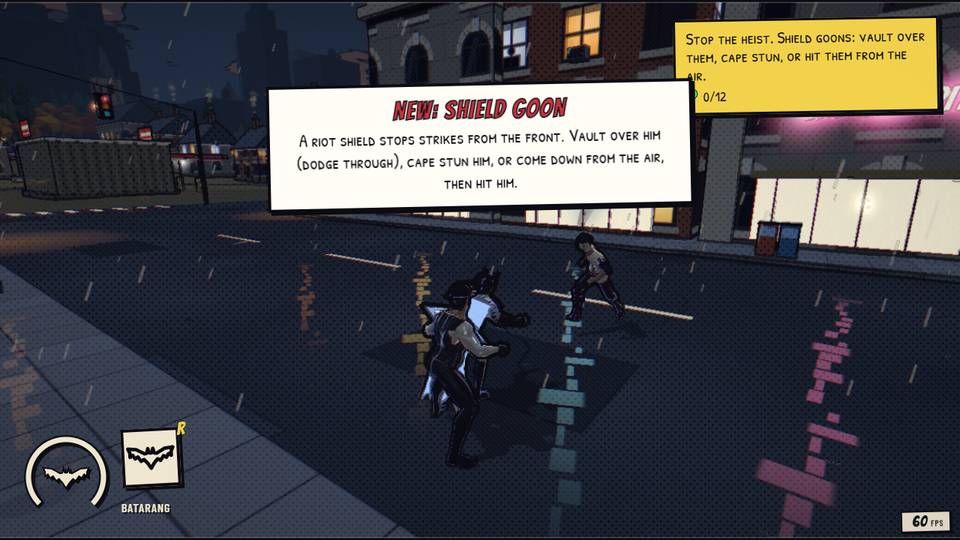 STOP THE HEIST. SHIELD GOONS: VAULT OVER
THEM, CAPE STUN, OR HIT THEM FROM THE
AIR.
0/12
NEW: SHIELD GOON
A RIOT SHIELD STOPS STRIKES FROM THE FRONT. VAULT OVER HIM
(DODGE THROUGH), CAPE STUN HIM, OR COME DOWN FROM THE AIR,
THEN HIT HIM.
R
BATARANG
60 FPS